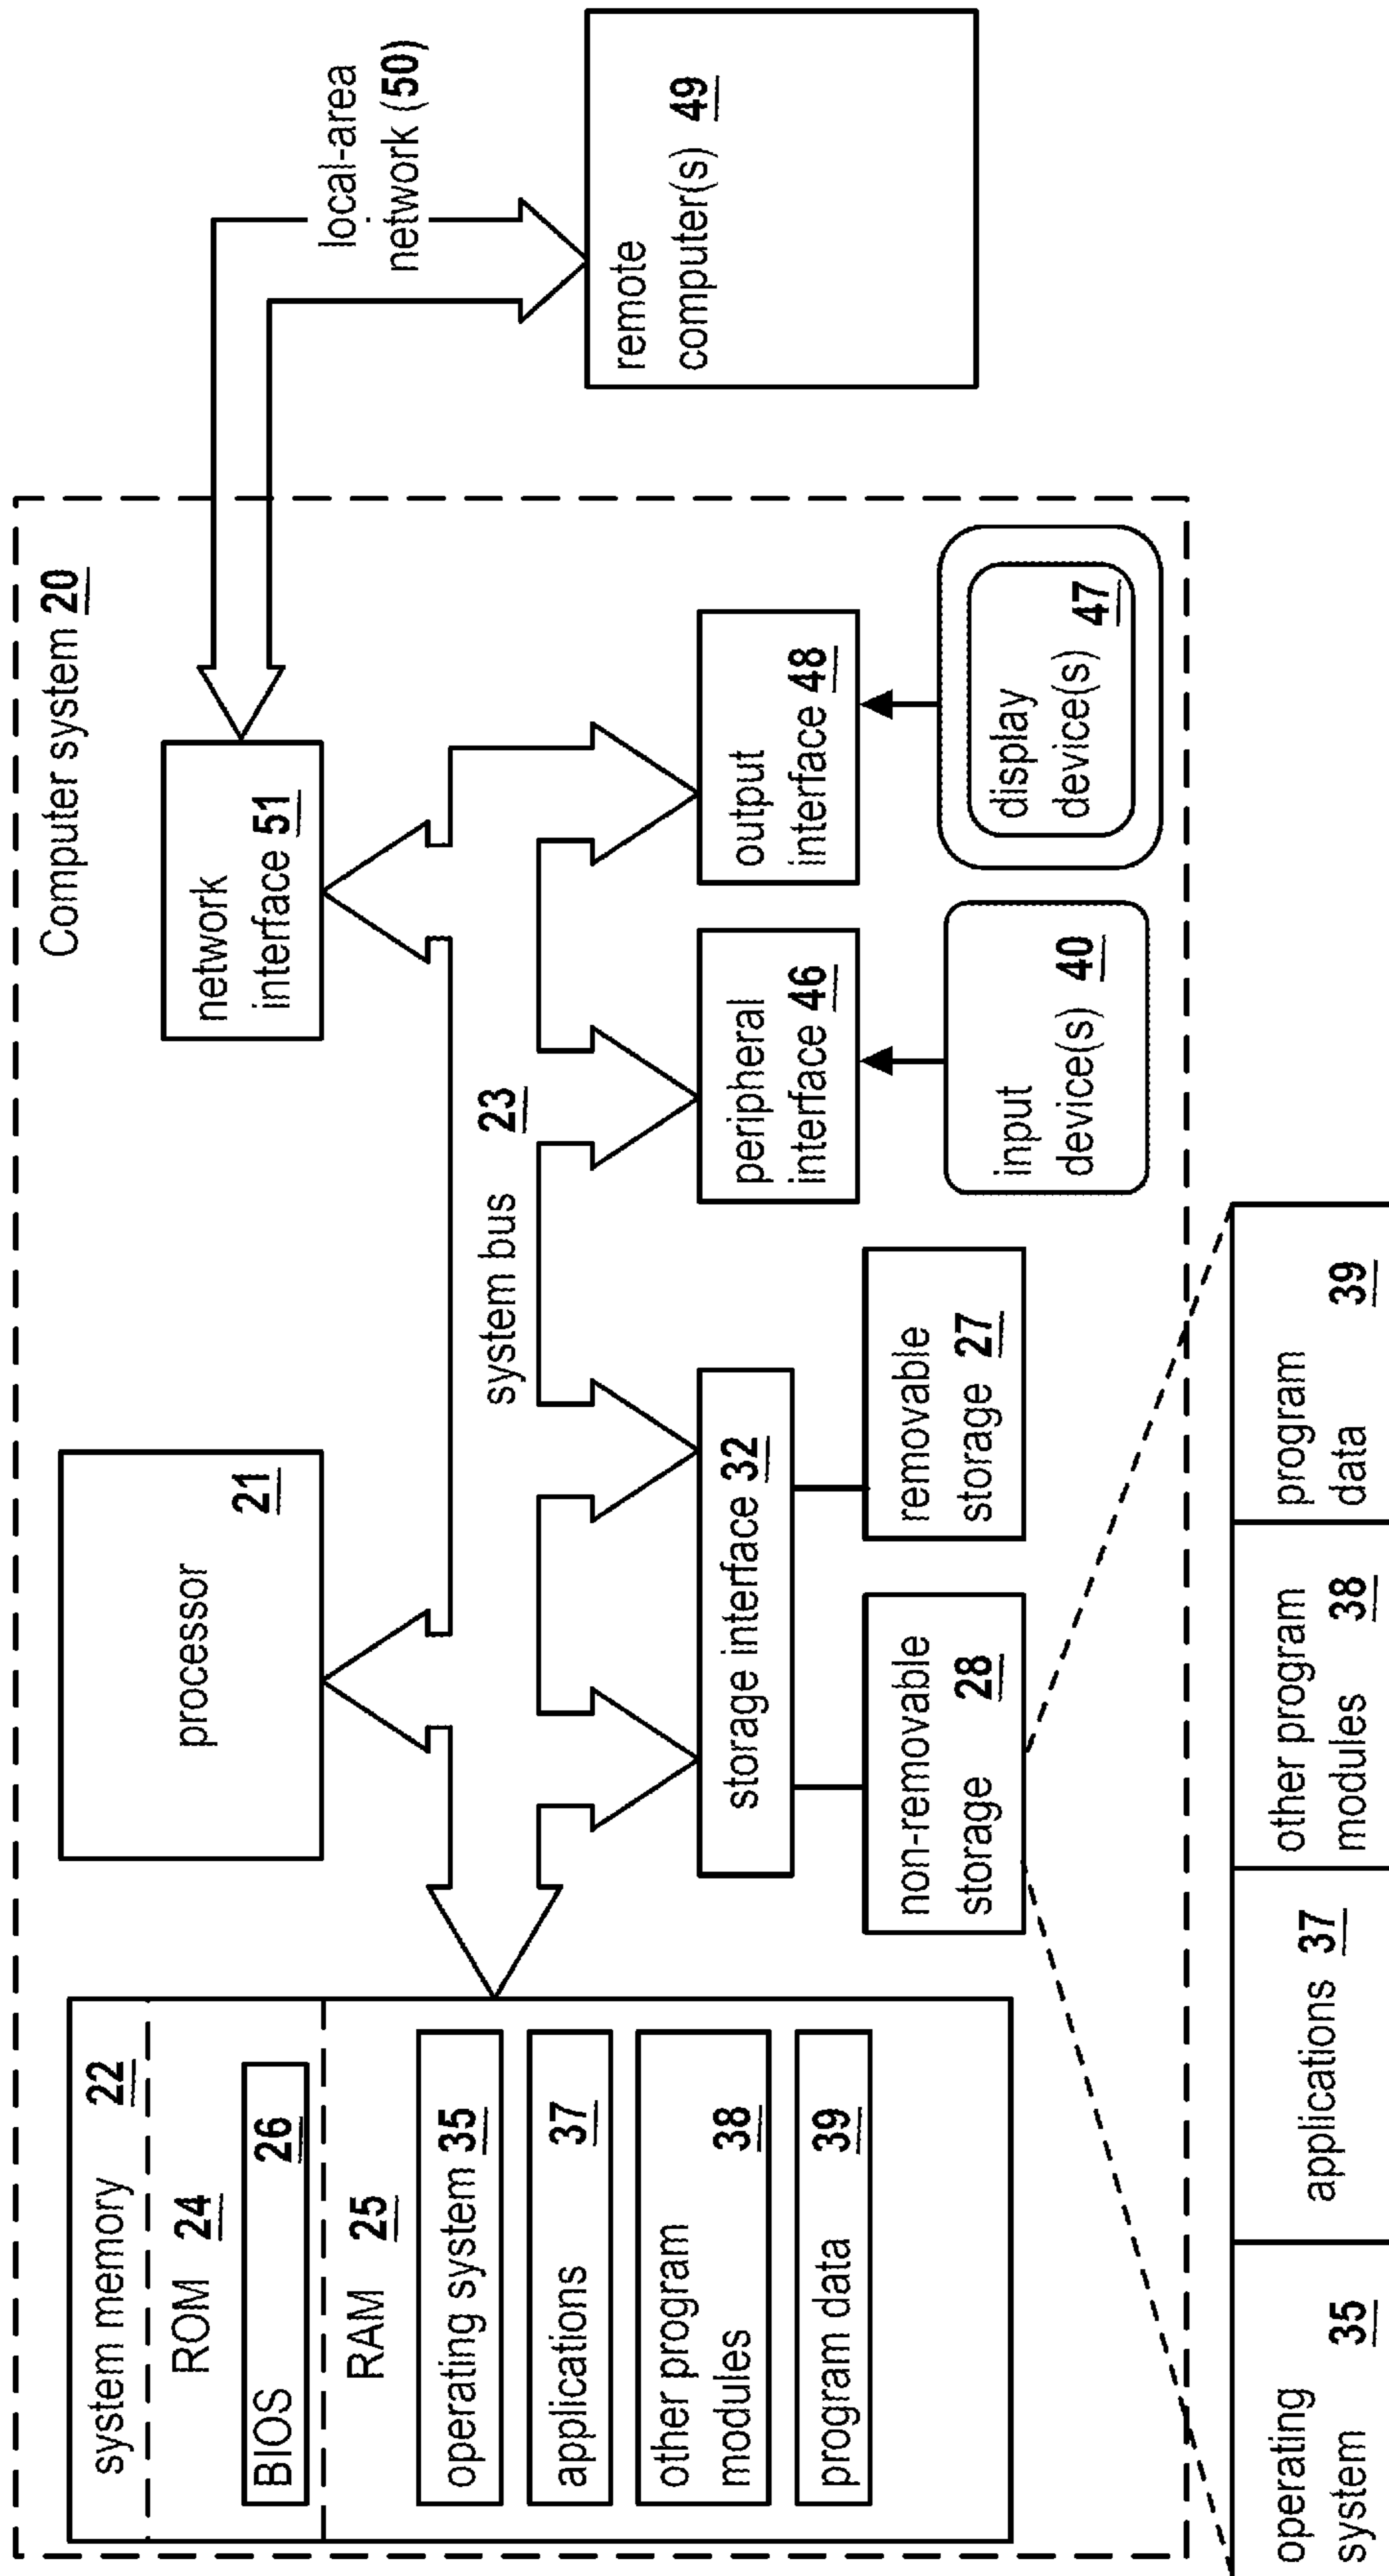 Computer system 20
system memory 22
ROM 24
BIOS 26
RAM 25
operating system 35
applications 37
other program
modules 38
program data 39
processor 21
network
interface 51
local-area
network (50)
system bus 23
storage interface 32
non-removable
storage 28
removable
storage 27
peripheral
interface 46
output
interface 48
input
device(s) 40
display
device(s) 47
remote
computer(s) 49
operating
system 35
applications 37
other program
modules 38
program
data 39